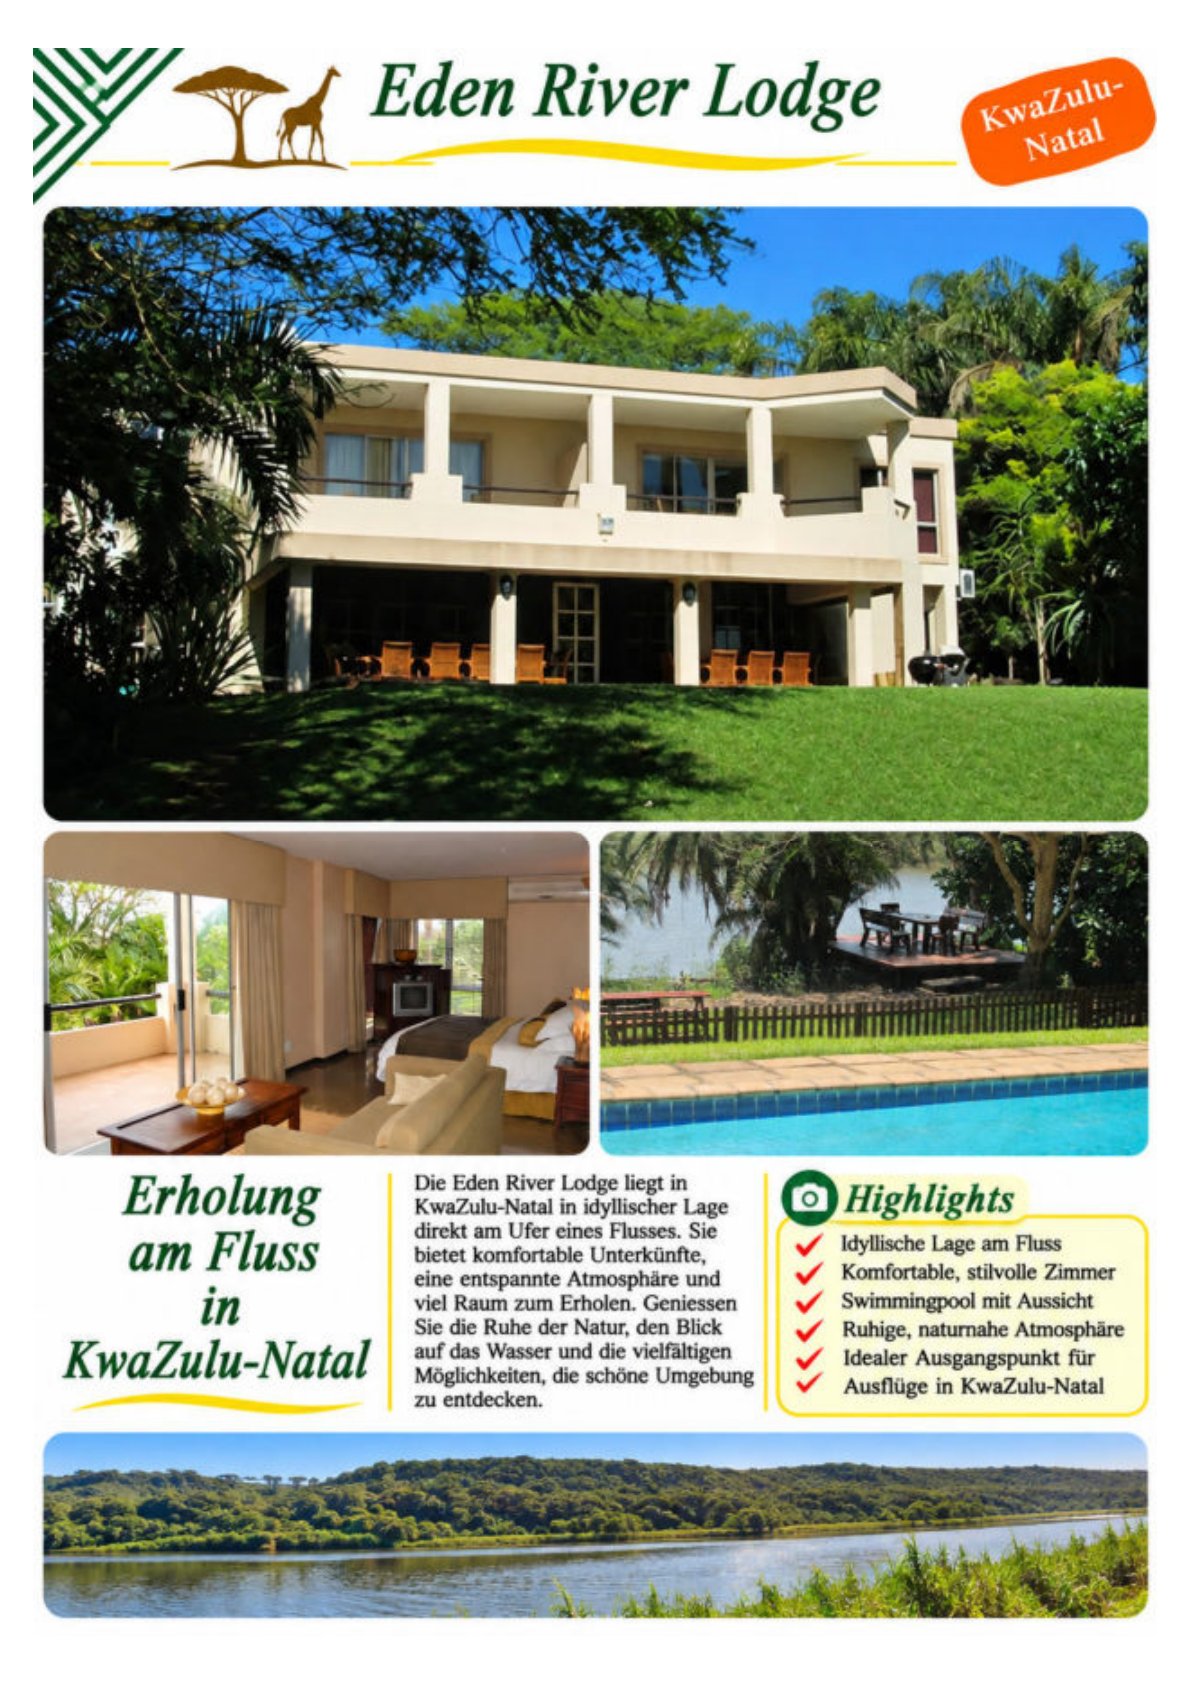 Eden River Lodge
KwaZulu-
Natal
Erholung
am Fluss
in
KwaZulu-Natal
Die Eden River Lodge liegt in
KwaZulu-Natal in idyllischer Lage
direkt am Ufer eines Flusses. Sie
bietet komfortable Unterkünfte,
eine entspannte Atmosphäre und
viel Raum zum Erholen. Geniessen
Sie die Ruhe der Natur, den Blick
auf das Wasser und die vielfältigen
Möglichkeiten, die schöne Umgebung
zu entdecken.
Highlights
Idyllische Lage am Fluss
Komfortable, stilvolle Zimmer
Swimmingpool mit Aussicht
Ruhige, naturnahe Atmosphäre
Idealer Ausgangspunkt für
Ausflüge in KwaZulu-Natal